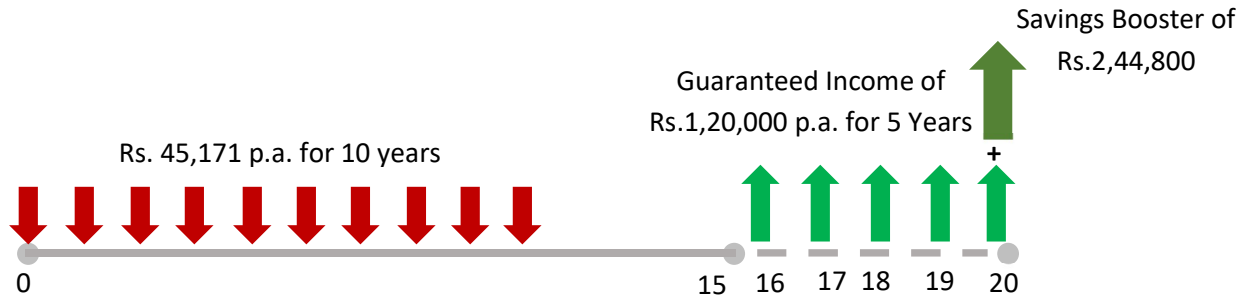 Savings Booster of
Rs.2,44,800
Guaranteed Income of
Rs.1,20,000 p.a. for 5 Years
+
Rs. 45,171 p.a. for 10 years
0 15 16 17 18 19 20